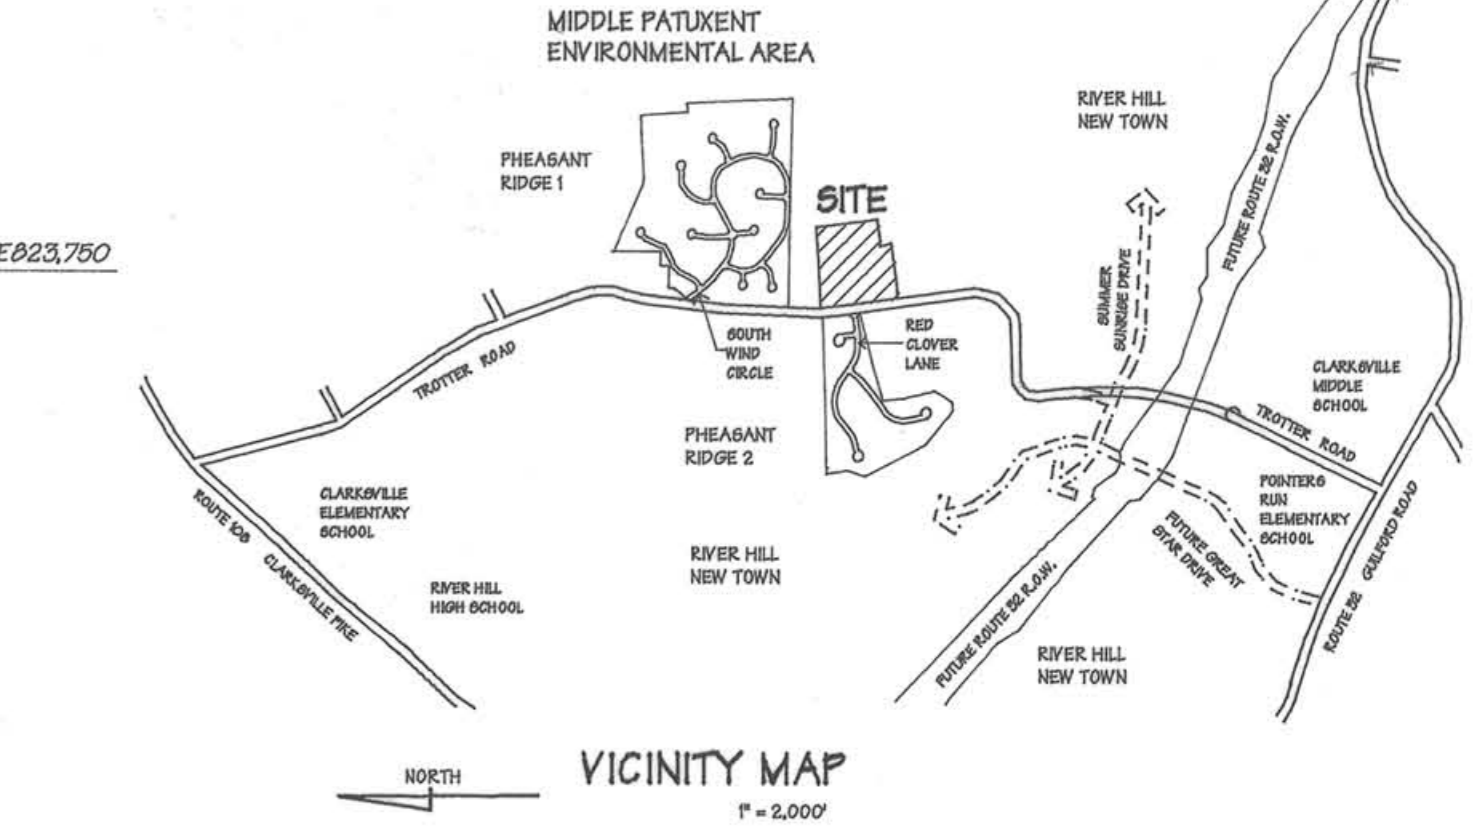 MIDDLE PATUXENT
ENVIRONMENTAL AREA
RIVER HILL
NEW TOWN
PHEASANT
RIDGE 1
SITE
FUTURE ROUTE 32 R.O.W.
E823,750
SUMMER
SUNRISE DRIVE
SOUTH
WIND
CIRCLE
RED
CLOVER
LANE
TROTTER ROAD
CLARKSVILLE
MIDDLE
SCHOOL
TROTTER ROAD
PHEASANT
RIDGE 2
CLARKSVILLE
ELEMENTARY
SCHOOL
POINTERS
RUN
ELEMENTARY
SCHOOL
ROUTE 108 CLARKSVILLE PIKE
FUTURE GREAT
STAR DRIVE
ROUTE 32 GUILFORD ROAD
RIVER HILL
NEW TOWN
RIVER HILL
HIGH SCHOOL
FUTURE ROUTE 32 R.O.W.
RIVER HILL
NEW TOWN
NORTH
VICINITY MAP
1" = 2,000'